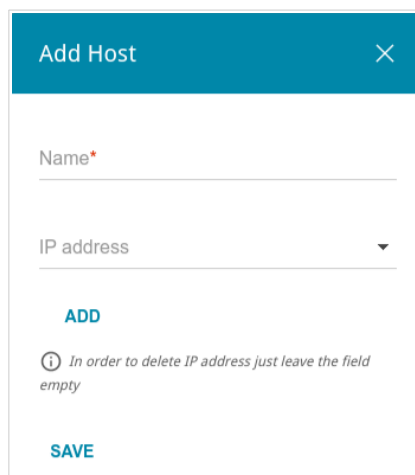 Add Host
Name*
IP address
ADD
In order to delete IP address just leave the field
empty
SAVE